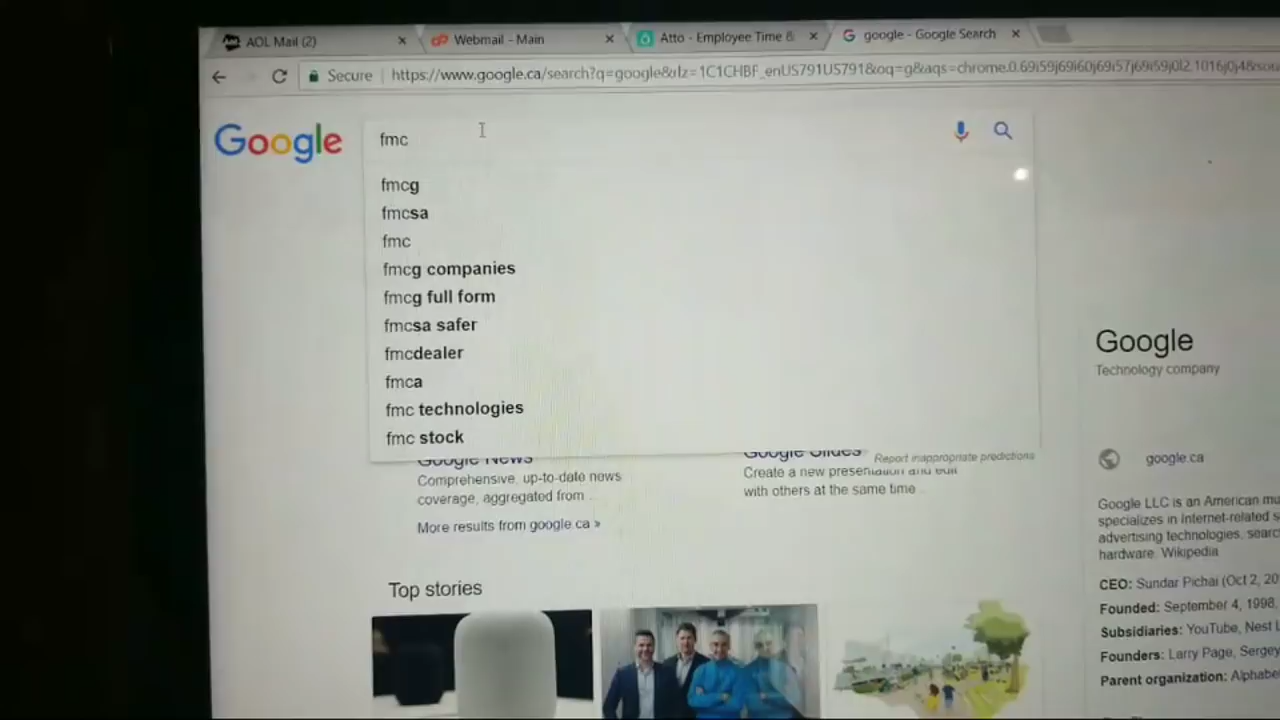 AOL Mail (2)
Webmail - Main
Atto - Employee Time &
google - Google Search
Secure
https://www.google.ca/search?q=google&rlz=1C1CHBF_enUS791US791&oq=g&aqs=chrome.0.69i59j69i60j69i57j69i59j0l2.1016j0j4&sou
Google
fmc
fmcg
fmcsa
fmc
fmcg companies
fmcg full form
fmcsa safer
fmcdealer
fmca
fmc technologies
fmc stock
Report inappropriate predictions
Google News
Comprehensive, up-to-date news
coverage, aggregated from ...
More results from google.ca »
Google Slides
Create a new presentation and edit
with others at the same time ...
Top stories
Google
Technology company
google.ca
Google LLC is an American mu
specializes in Internet-related s
advertising technologies, searc
hardware. Wikipedia
CEO: Sundar Pichai (Oct 2, 20
Founded: September 4, 1998,
Subsidiaries: YouTube, Nest L
Founders: Larry Page, Sergey
Parent organization: Alphabe